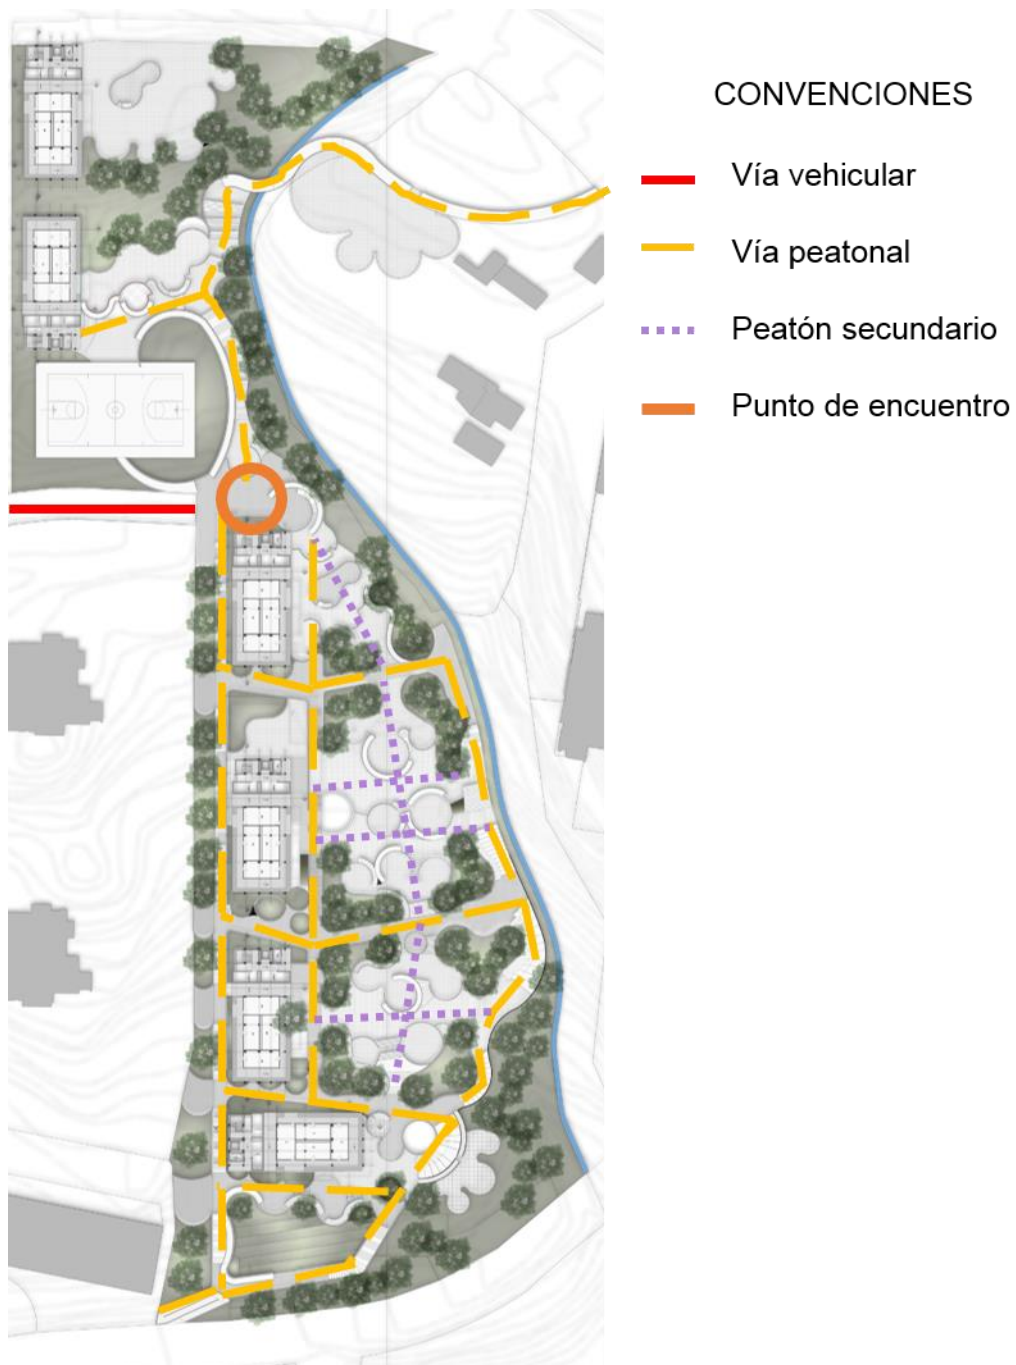 CONVENCIONES
Vía vehicular
Vía peatonal
Peatón secundario
Punto de encuentro